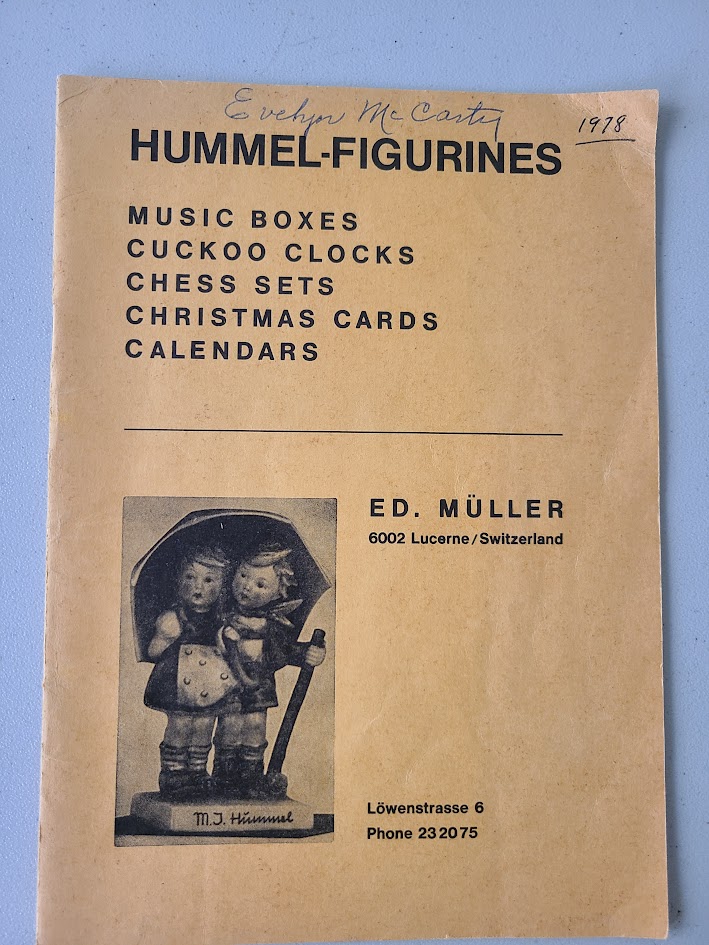 Evelyn McCarty
1978
HUMMEL-FIGURINES
MUSIC BOXES
CUCKOO CLOCKS
CHESS SETS
CHRISTMAS CARDS
CALENDARS
ED. MÜLLER
6002 Lucerne/Switzerland
M.J. Hummel
Löwenstrasse 6
Phone 23 20 75